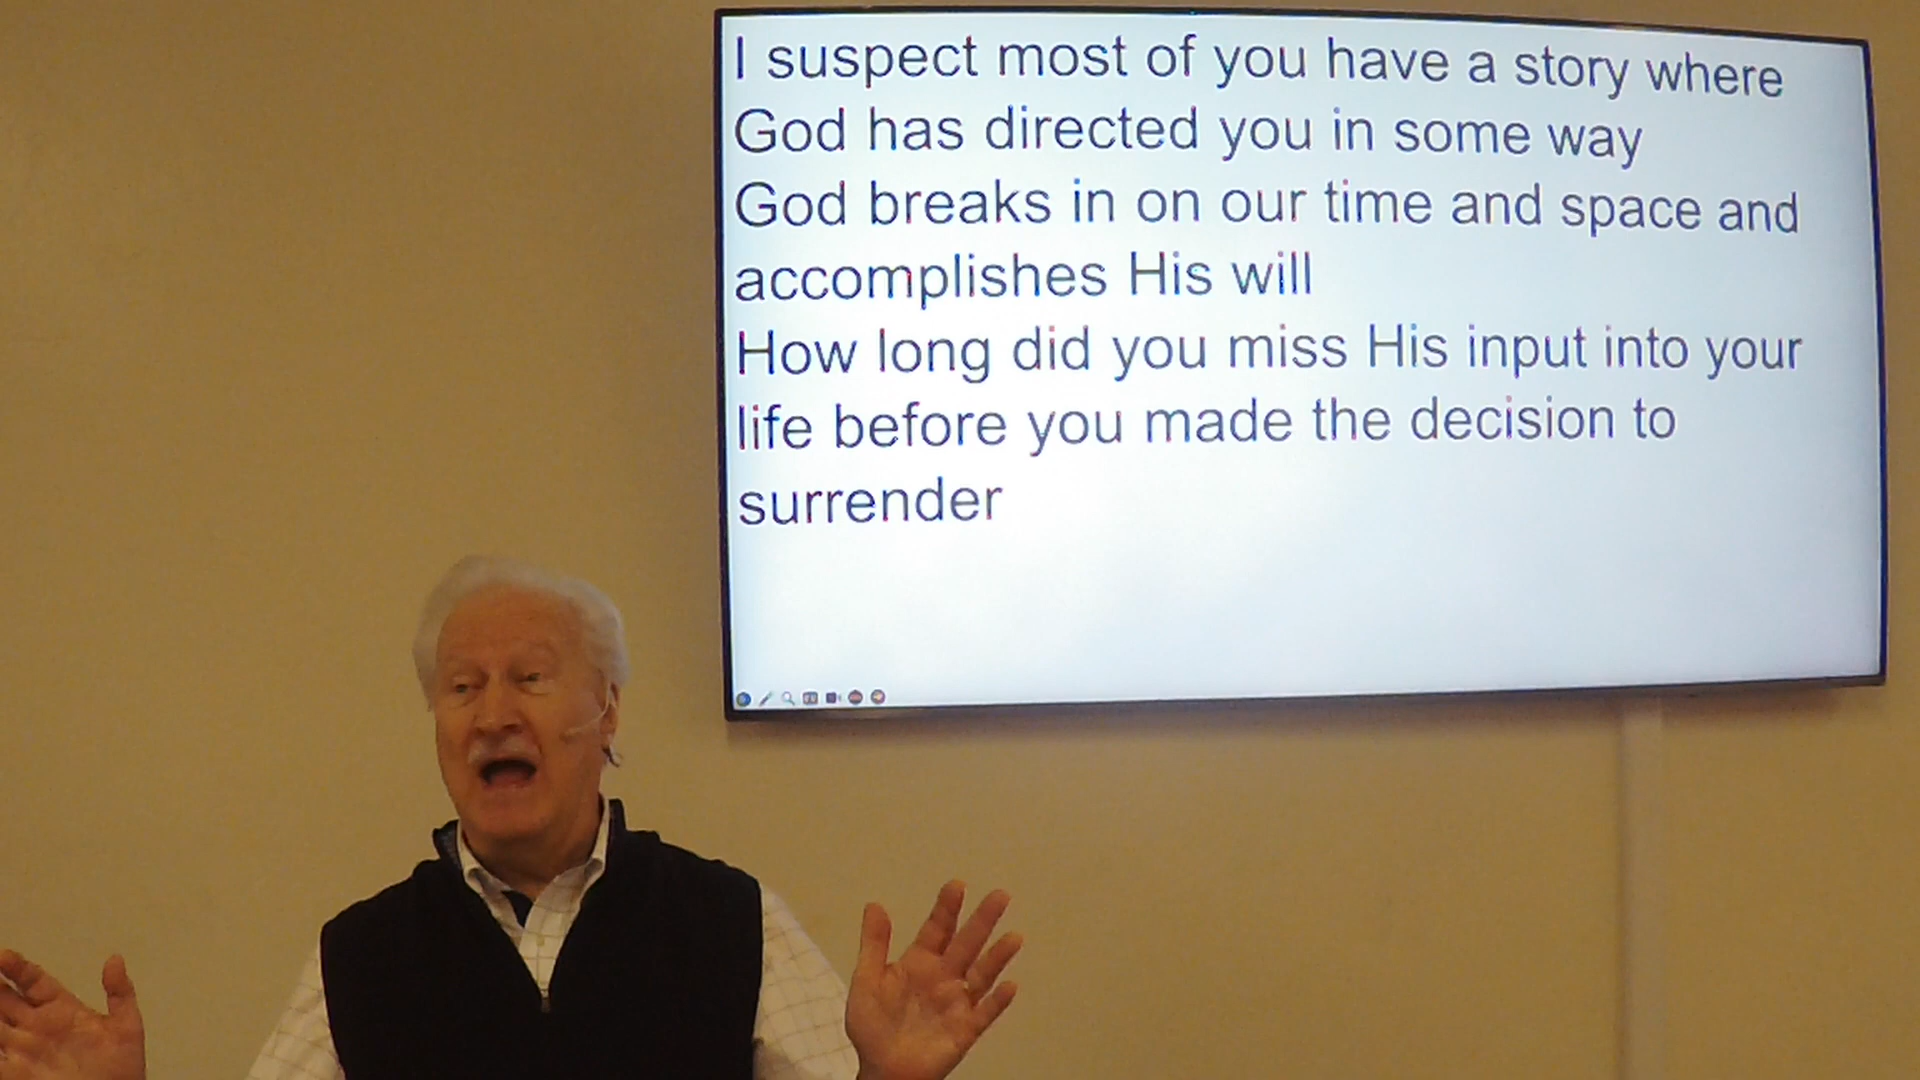 I suspect most of you have a story where
God has directed you in some way
God breaks in on our time and space and
accomplishes His will
How long did you miss His input into your
life before you made the decision to
surrender